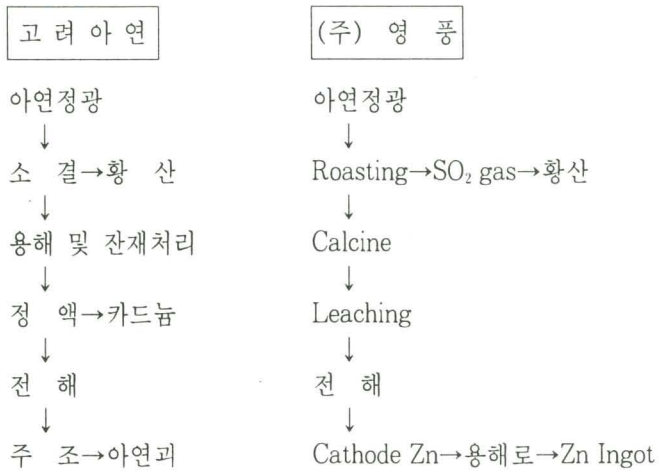 고 려 아 연
아연정광
↓
소 결→황 산
↓
용해 및 잔재처리
↓
정 액→카드늄
↓
전 해
↓
주 조→아연괴
(주) 영 풍
아연정광
↓
Roasting→SO₂ gas→황산
↓
Calcine
↓
Leaching
↓
전 해
↓
Cathode Zn→용해로→Zn Ingot